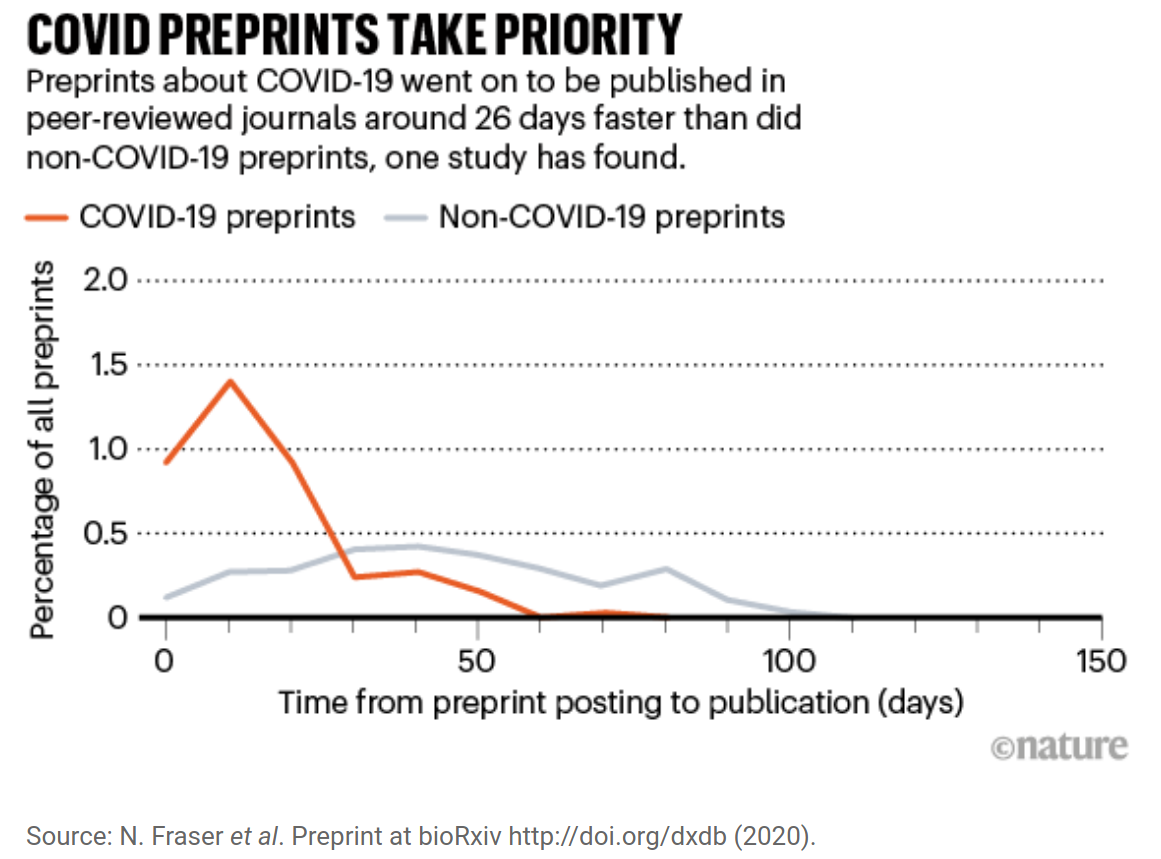 COVID PREPRINTS TAKE PRIORITY
Preprints about COVID-19 went on to be published in
peer-reviewed journals around 26 days faster than did
non-COVID-19 preprints, one study has found.
COVID-19 preprints Non-COVID-19 preprints
Percentage of all preprints
2.0
1.5
1.0
0.5
0
0 50 100 150
Time from preprint posting to publication (days)
©nature
Source: N. Fraser et al. Preprint at bioRxiv http://doi.org/dxdb (2020).